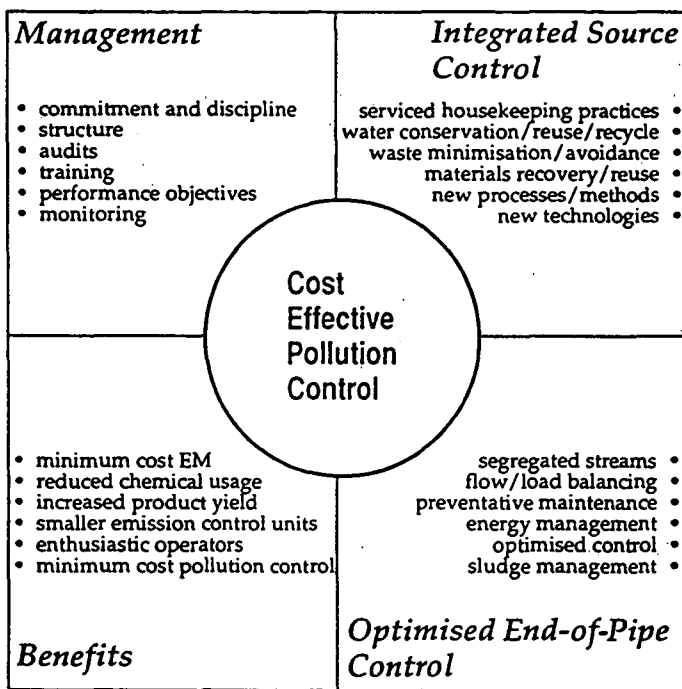 Management
• commitment and discipline
• structure
• audits
• training
• performance objectives
• monitoring
Integrated Source
Control
serviced housekeeping practices •
water conservation/reuse/recycle •
waste minimisation/avoidance •
materials recovery/reuse •
new processes/methods •
new technologies •
Cost
Effective
Pollution
Control
• minimum cost EM
• reduced chemical usage
• increased product yield
• smaller emission control units
• enthusiastic operators
• minimum cost pollution control
Benefits
segregated streams •
flow/load balancing •
preventative maintenance •
energy management •
optimised control •
sludge management •
Optimised End-of-Pipe
Control